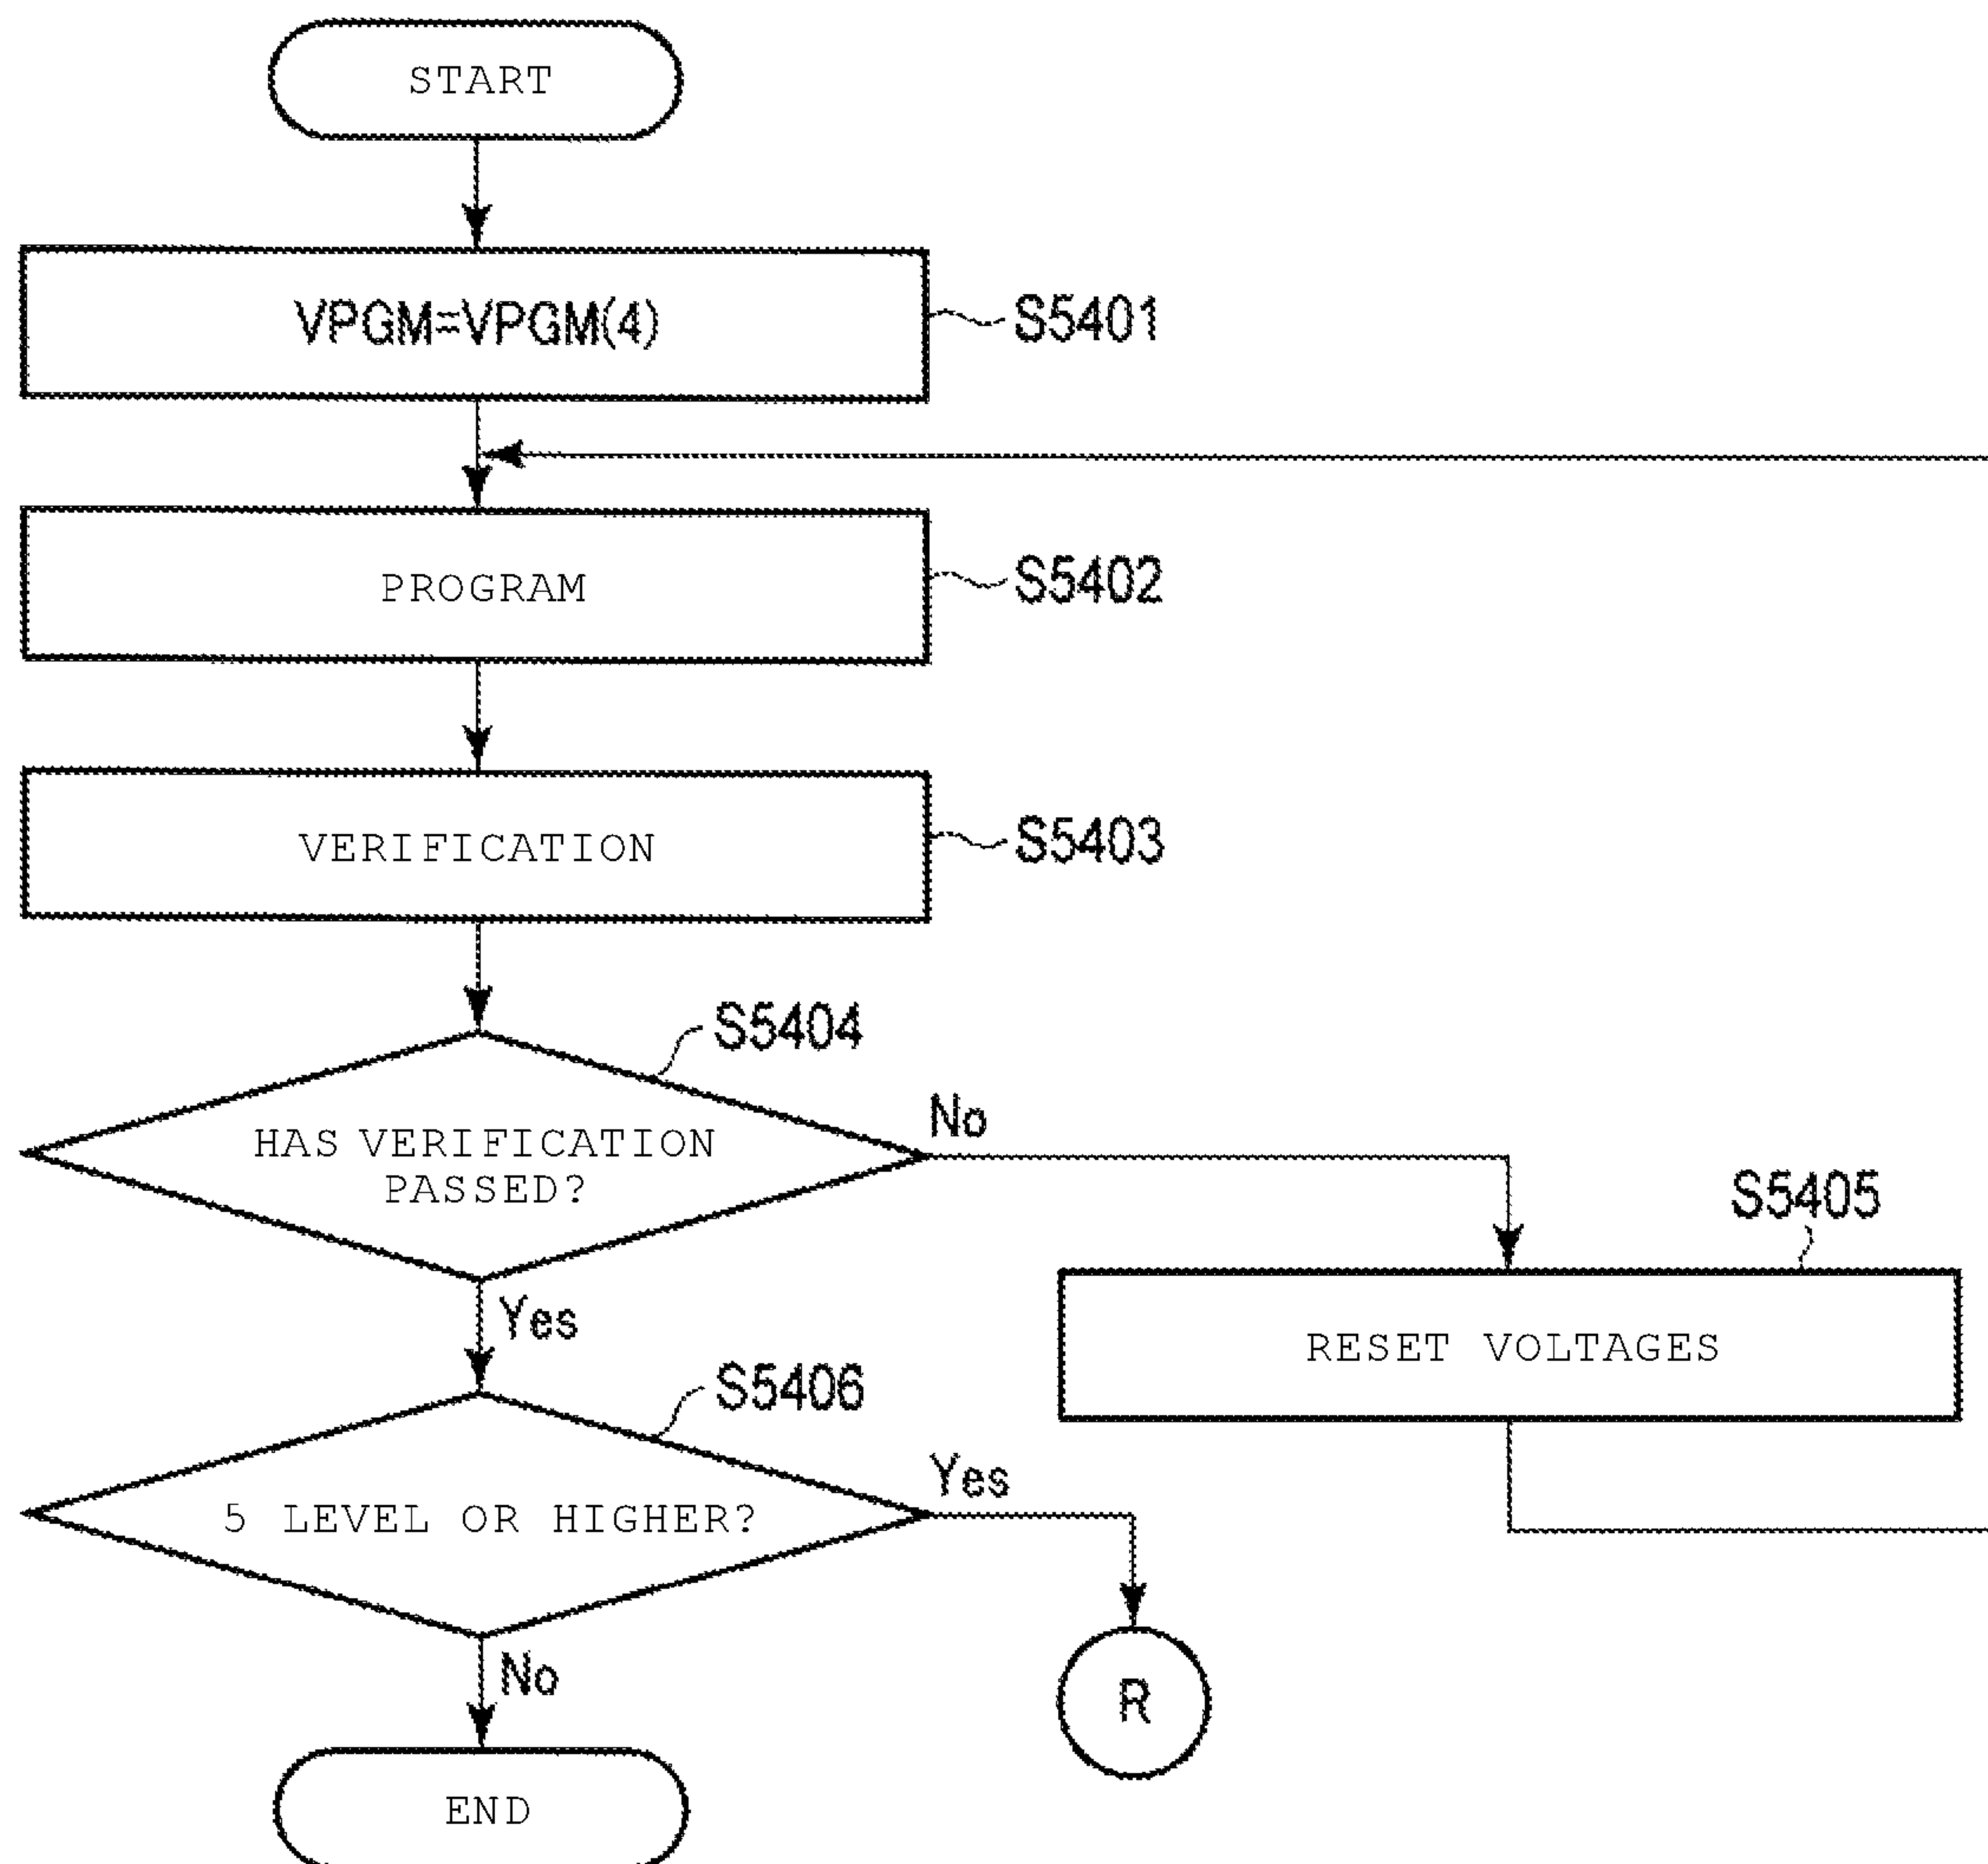 START
VPGM=VPGM(4)
S5401
PROGRAM
S5402
VERIFICATION
S5403
S5404
HAS VERIFICATION
PASSED?
No
S5405
RESET VOLTAGES
Yes
S5406
5 LEVEL OR HIGHER?
Yes
R
No
END